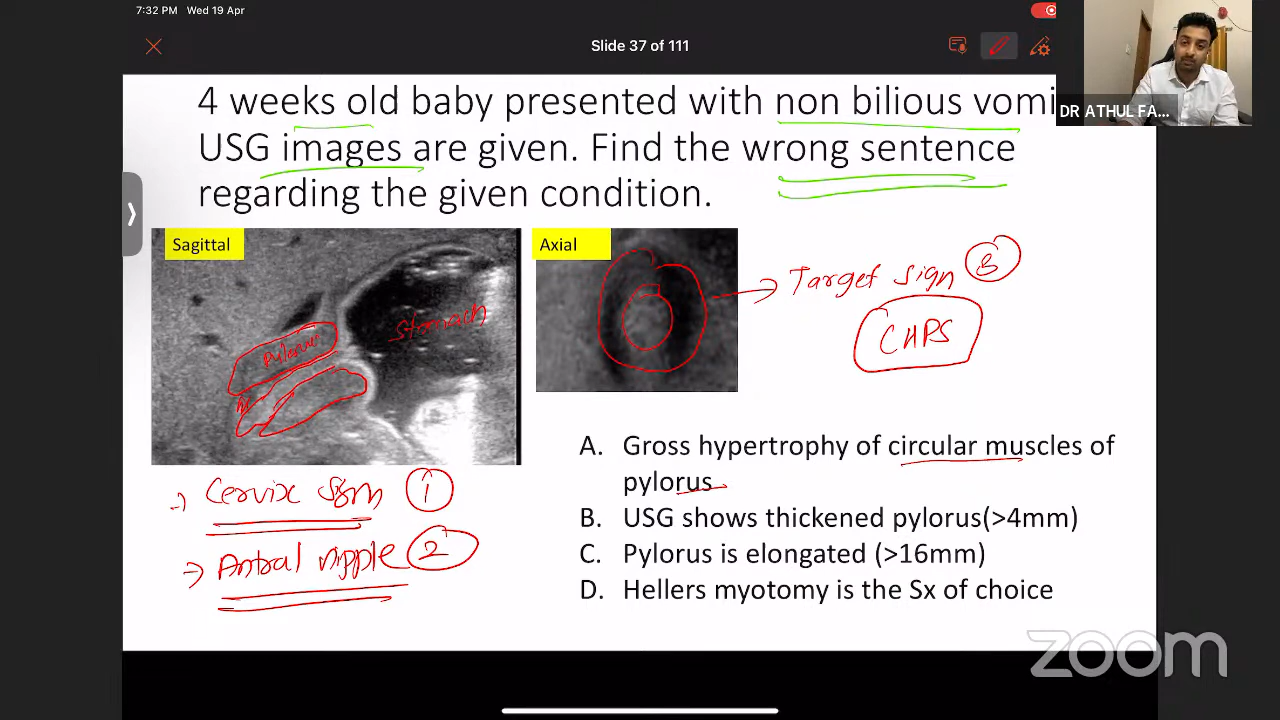 7:32 PM Wed 19 Apr
Slide 37 of 111
DR ATHUL FA...
4 weeks old baby presented with non bilious vomi
USG images are given. Find the wrong sentence
regarding the given condition.
Sagittal
Axial
stomach
pylorus
→ Target sign 3
CHPS
→ Cervix sign 1
→ Antral nipple 2
A. Gross hypertrophy of circular muscles of
pylorus
B. USG shows thickened pylorus(>4mm)
C. Pylorus is elongated (>16mm)
D. Hellers myotomy is the Sx of choice
zoom